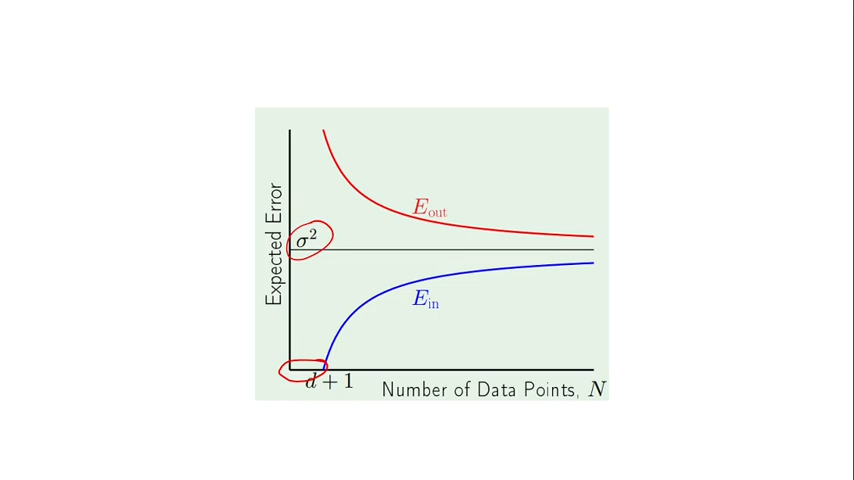 Expected Error
E_out
σ²
E_in
d + 1
Number of Data Points, N